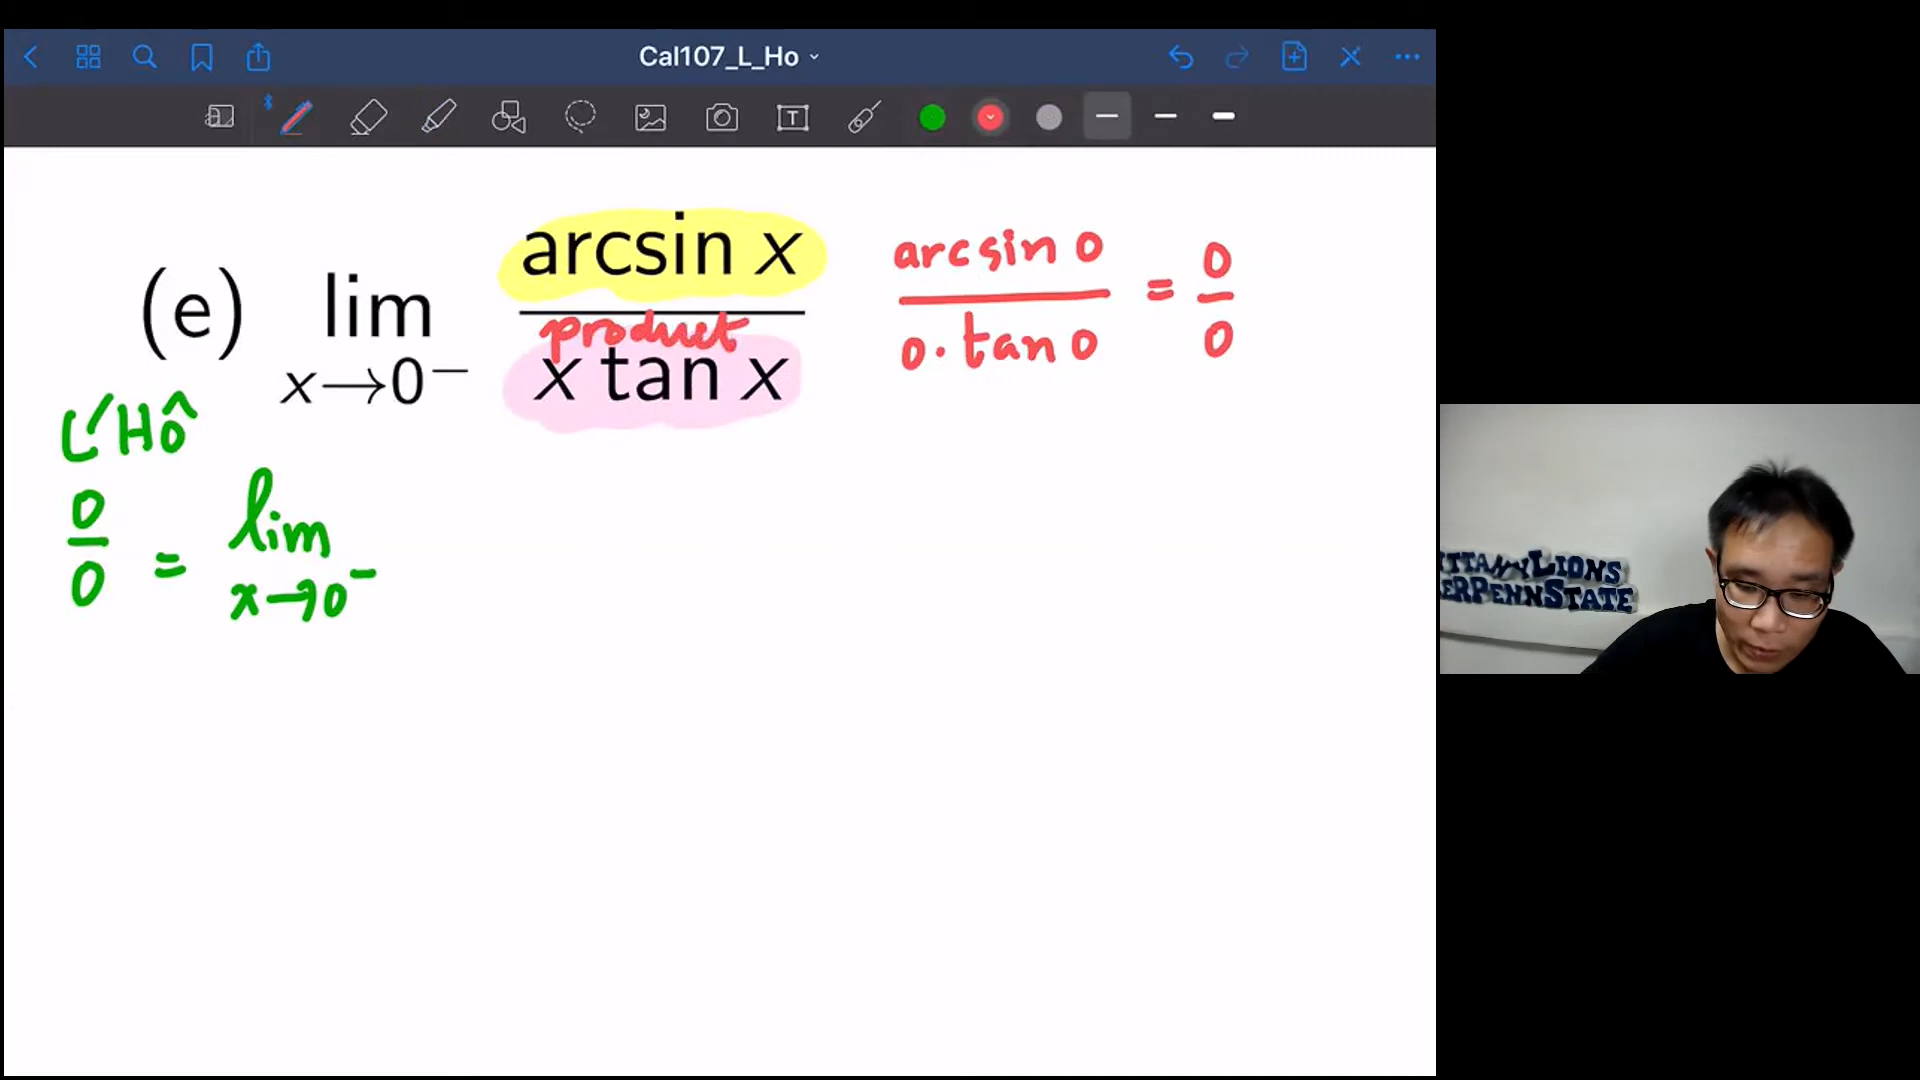 Cal107_L_Ho
(e) lim x→0⁻ arcsin x / x tan x
product
arcsin 0 / 0 · tan 0 = 0/0
L'Hô
0/0 = lim x→0⁻
LIONS
PENNSTATE